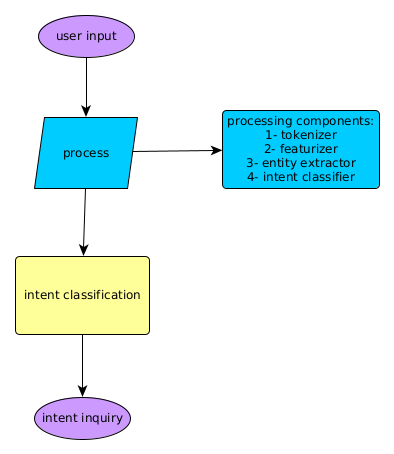 user input
process
processing components:
1- tokenizer
2- featurizer
3- entity extractor
4- intent classifier
intent classification
intent inquiry